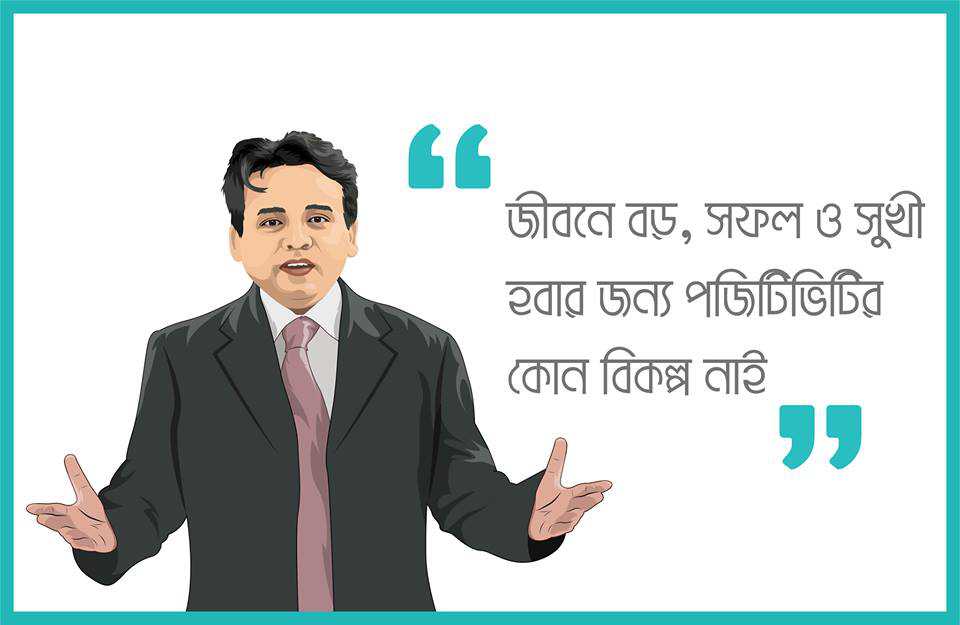 “
জীবনে বড়, সফল ও সুখী
হবার জন্য পজিটিভিটির
কোন বিকল্প নাই
”